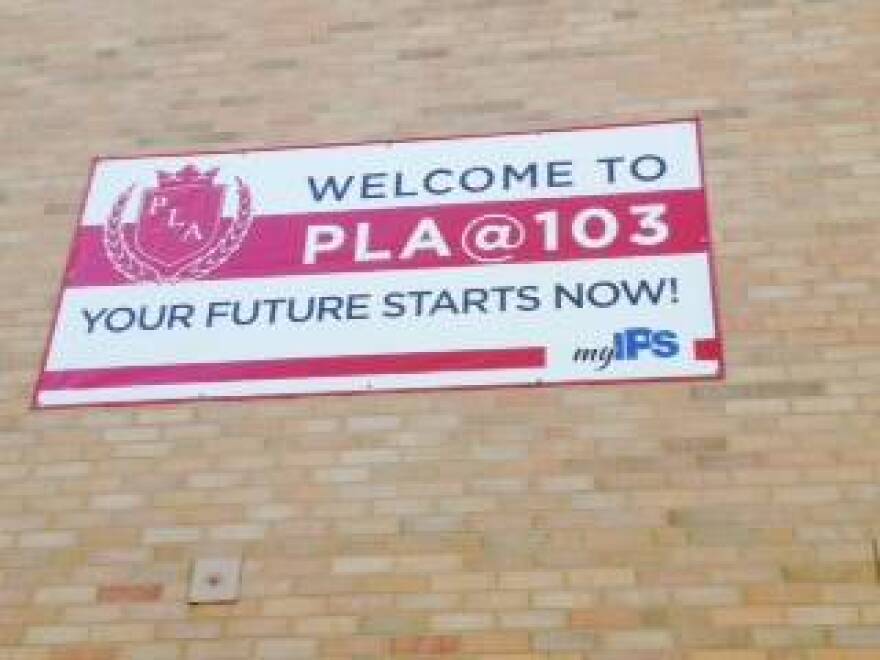 PLA
WELCOME TO
PLA@103
YOUR FUTURE STARTS NOW!
myIPS